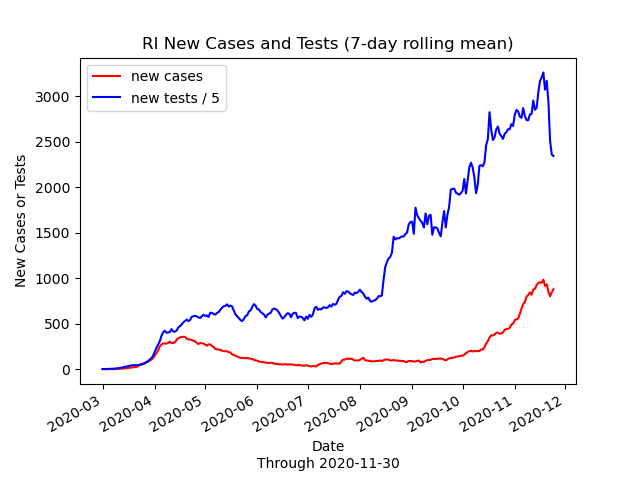 RI New Cases and Tests (7-day rolling mean)
new cases
new tests / 5
New Cases or Tests
3000
2500
2000
1500
1000
500
0
2020-03
2020-04
2020-05
2020-06
2020-07
2020-08
2020-09
2020-10
2020-11
2020-12
Date
Through 2020-11-30